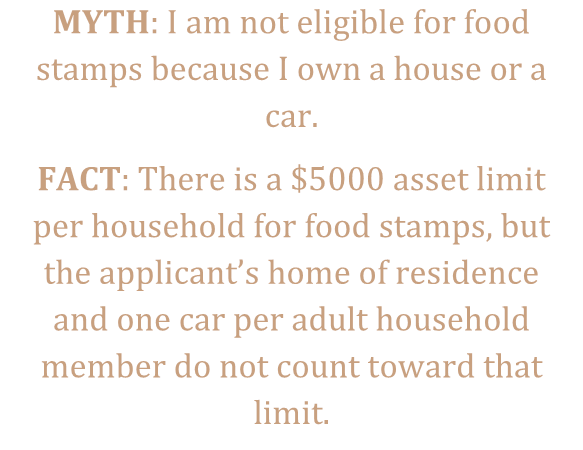 MYTH: I am not eligible for food
stamps because I own a house or a
car.
FACT: There is a $5000 asset limit
per household for food stamps, but
the applicant’s home of residence
and one car per adult household
member do not count toward that
limit.